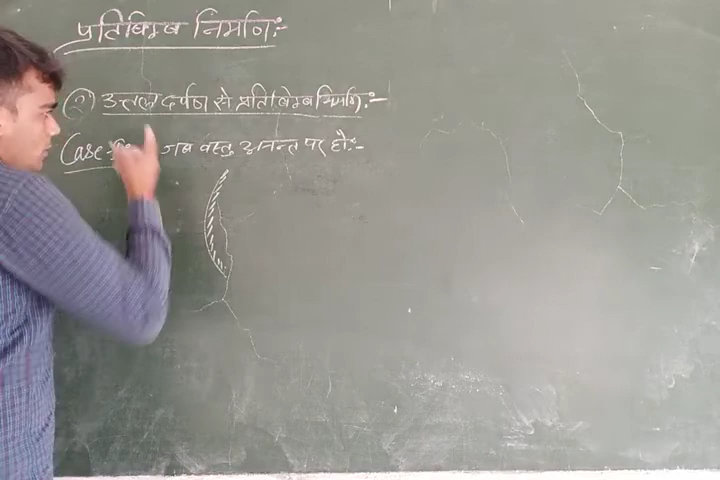 प्रतिबिम्ब निर्माण:-
(2) उत्तल दर्पण से प्रतिबिम्ब निर्माण:-
Case- जब वस्तु अनन्त पर हो:-